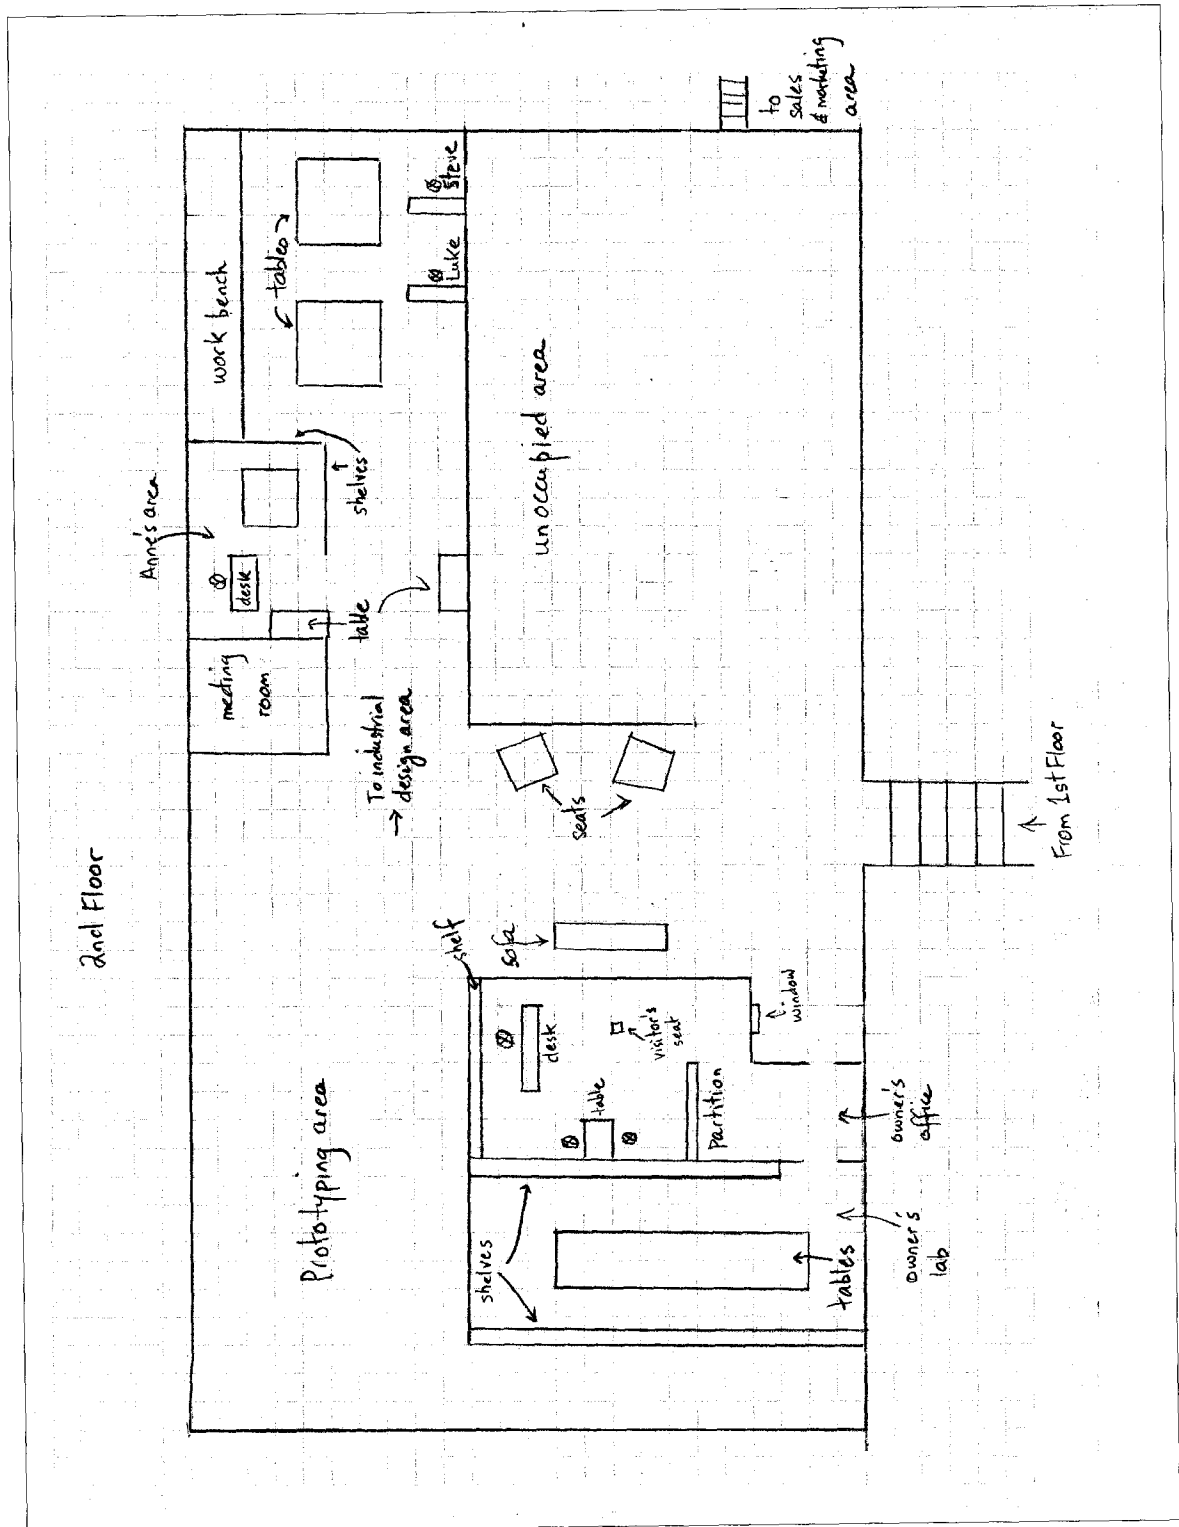 2nd Floor
Prototyping area
To industrial
→ design area
meeting
room
Anne's area
desk
table
shelves
work bench
tables
Luke
Steve
unoccupied area
seats
sofa
shelf
desk
visitor's
seat
table
Partition
window
shelves
tables
owner's
lab
owner's
office
From 1st Floor
to
sales
& marketing
area